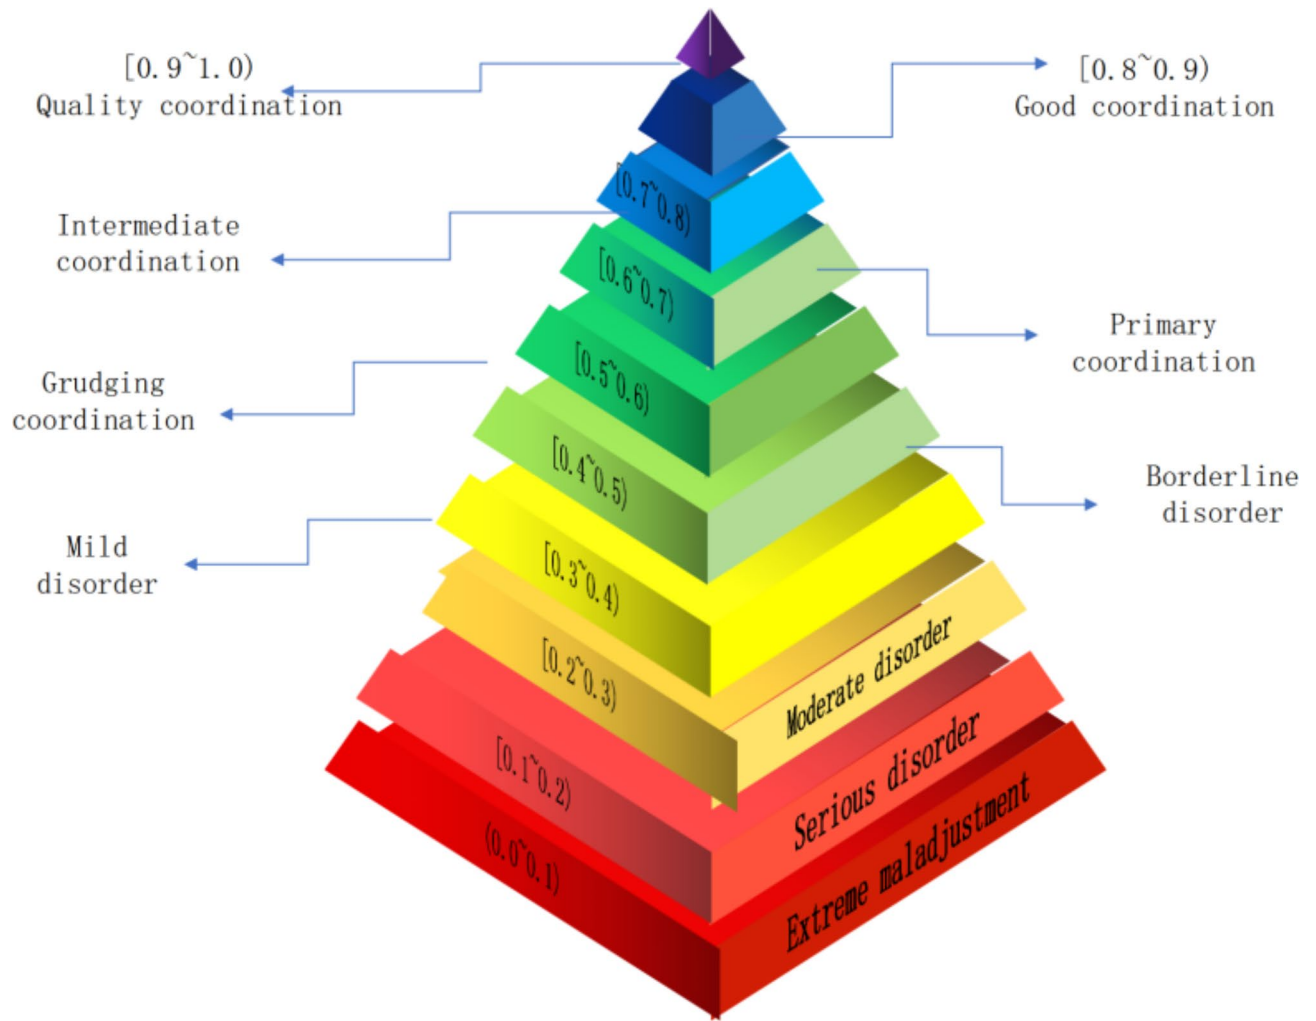 [0.9~1.0)
Quality coordination
[0.8~0.9)
Good coordination
[0.7~0.8)
Intermediate
coordination
[0.6~0.7)
Primary
coordination
[0.5~0.6)
Grudging
coordination
[0.4~0.5)
Borderline
disorder
[0.3~0.4)
Mild
disorder
[0.2~0.3)
Moderate disorder
[0.1~0.2)
Serious disorder
(0.0~0.1)
Extreme maladjustment